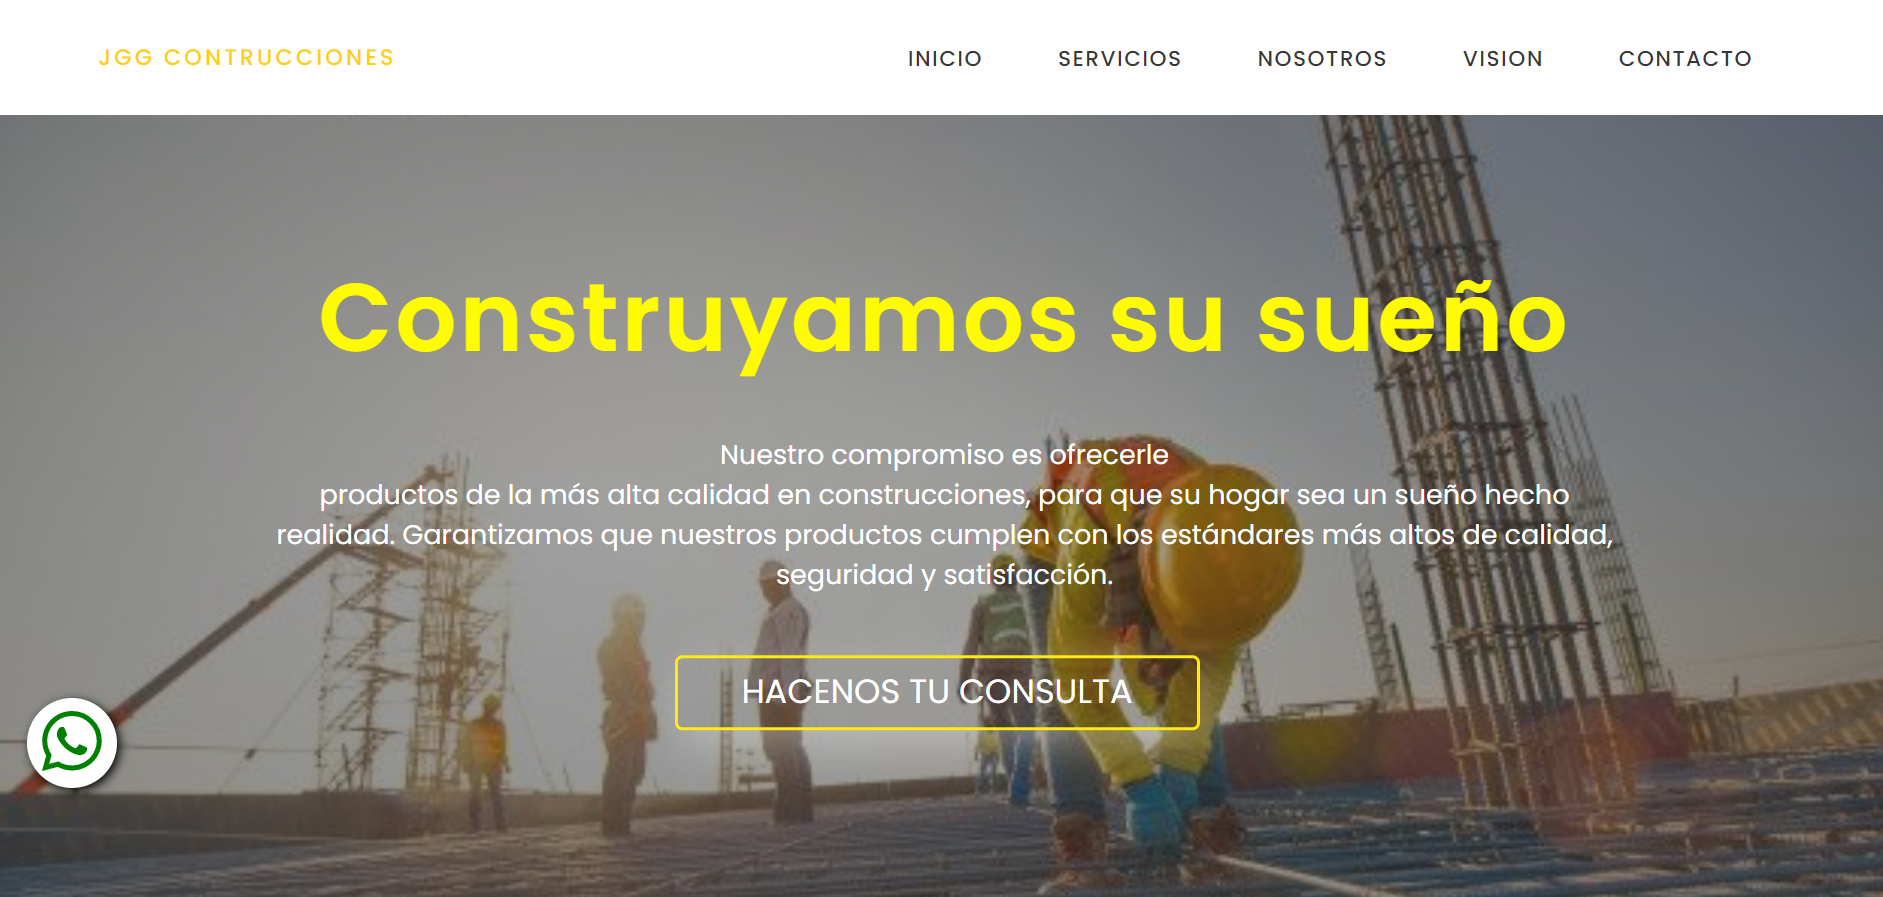 JGG CONTRUCCIONES
INICIO SERVICIOS NOSOTROS VISION CONTACTO
Construyamos su sueño
Nuestro compromiso es ofrecerle
productos de la más alta calidad en construcciones, para que su hogar sea un sueño hecho
realidad. Garantizamos que nuestros productos cumplen con los estándares más altos de calidad,
seguridad y satisfacción.
HACENOS TU CONSULTA